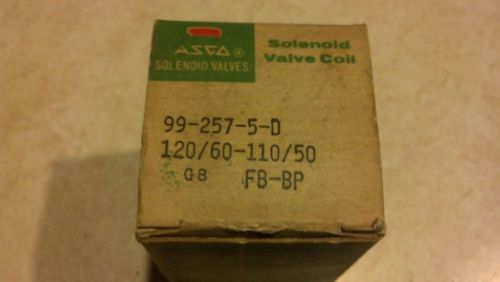 ASCO®
SOLENOID VALVES
Solenoid
Valve Coil
99-257-5-D
120/60-110/50
G8 FB-BP